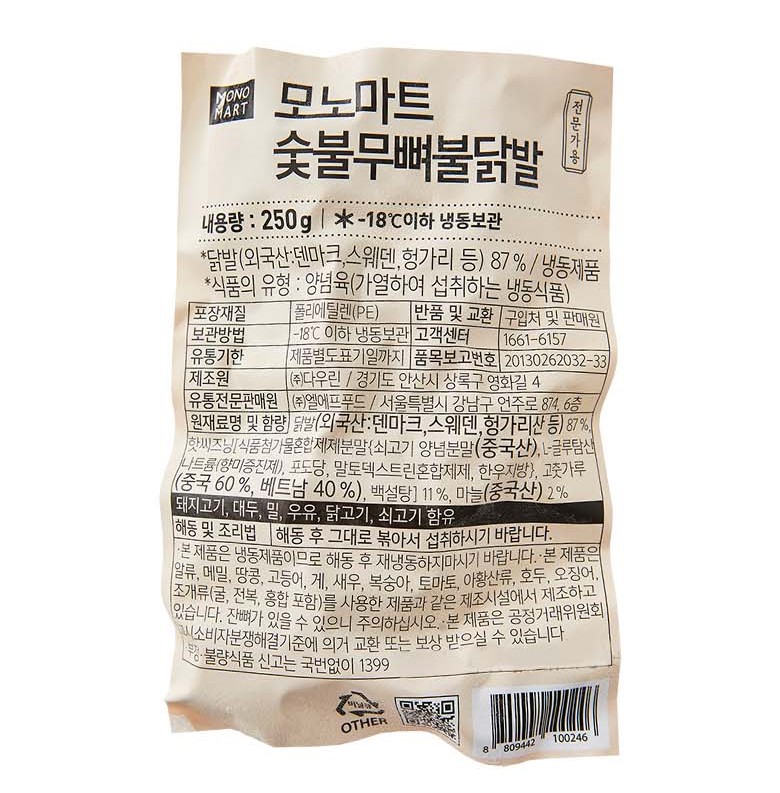 MONO
MART
모노마트
숯불무뼈불닭발
전문가용
내용량 : 250g | -18℃이하 냉동보관
*닭발(외국산:덴마크,스웨덴,헝가리 등) 87% / 냉동제품
*식품의 유형 : 양념육(가열하여 섭취하는 냉동식품)
포장재질 폴리에틸렌(PE) 반품 및 교환 구입처 및 판매원
보관방법 -18℃ 이하 냉동보관 고객센터 1661-6157
유통기한 제품별도표기일까지 품목보고번호 20130262032-33
제조원 ㈜다우린 / 경기도 안산시 상록구 영화길 4
유통전문판매원 ㈜엘에프푸드 / 서울특별시 강남구 언주로 874, 6층
원재료명 및 함량 닭발(외국산:덴마크,스웨덴,헝가리산 등) 87%,
핫씨즈닝[식품첨가물혼합제제분말{쇠고기 양념분말(중국산), L-글루탐산
나트륨(향미증진제), 포도당, 말토덱스트린혼합제제, 하우지방}, 고춧가루
(중국 60%, 베트남 40%), 백설탕] 11%, 마늘(중국산) 2%
돼지고기, 대두, 밀, 우유, 닭고기, 쇠고기 함유
해동 및 조리법 해동 후 그대로 볶아서 섭취하시기 바랍니다.
·본 제품은 냉동제품이므로 해동 후 재냉동하지마시기 바랍니다.·본 제품은
알류, 메밀, 땅콩, 고등어, 게, 새우, 복숭아, 토마토, 아황산류, 호두, 오징어,
조개류(굴, 전복, 홍합 포함)를 사용한 제품과 같은 제조시설에서 제조하고
있습니다. 잔뼈가 있을 수 있으니 주의하십시오.·본 제품은 공정거래위원회
고시소비자분쟁해결기준에 의거 교환 또는 보상 받으실 수 있습니다
·부정·불량식품 신고는 국번없이 1399
비닐류
OTHER
8 809442 100246